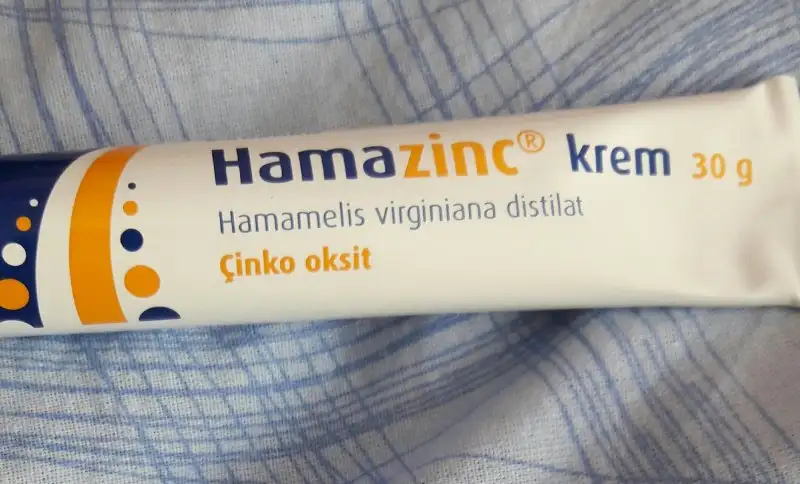 Hamazinc® krem 30 g
Hamamelis virginiana distilat
Çinko oksit